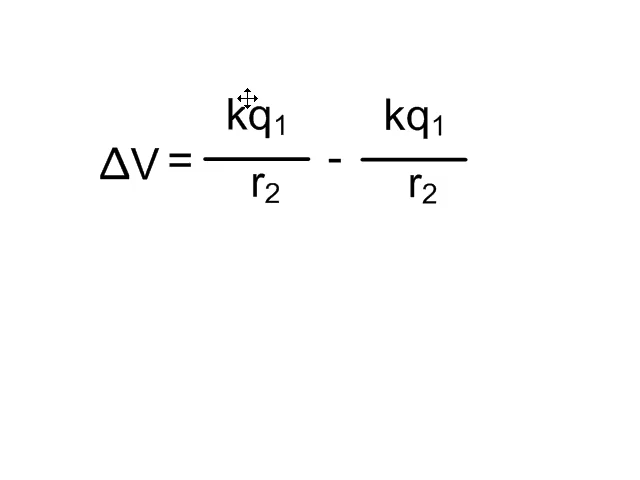 ΔV = kq₁/r₂ - kq₁/r₂